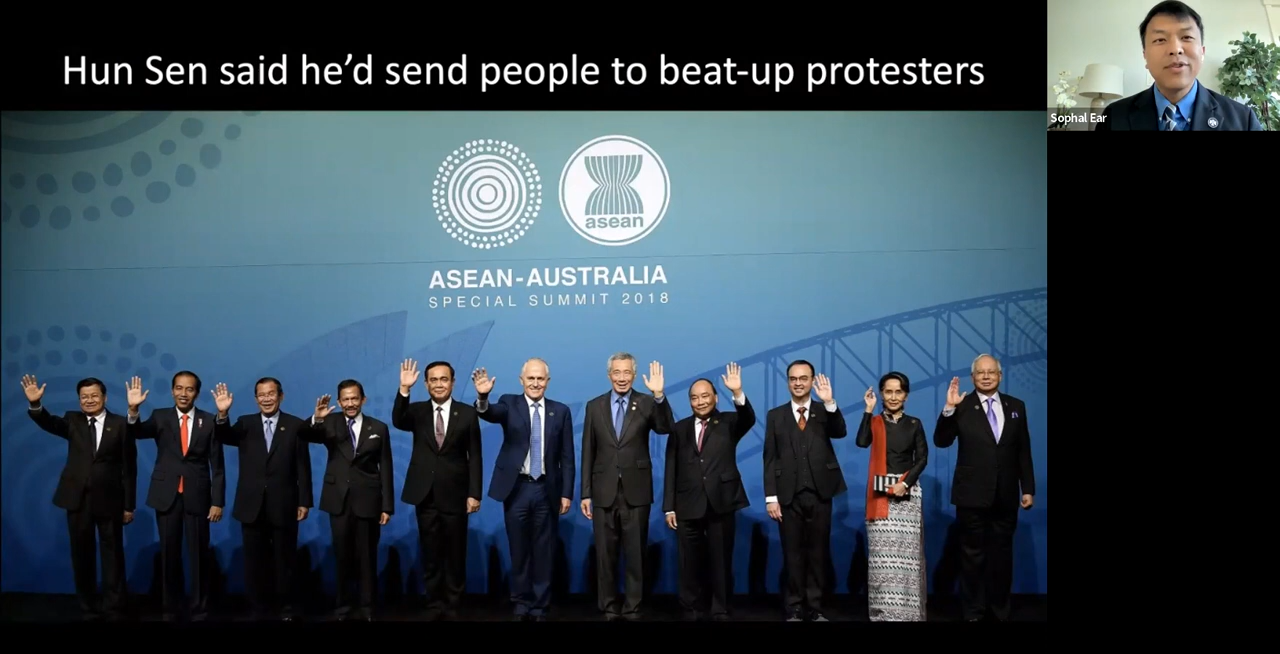 Hun Sen said he’d send people to beat-up protesters
Sophal Ear
asean
ASEAN-AUSTRALIA
SPECIAL SUMMIT 2018